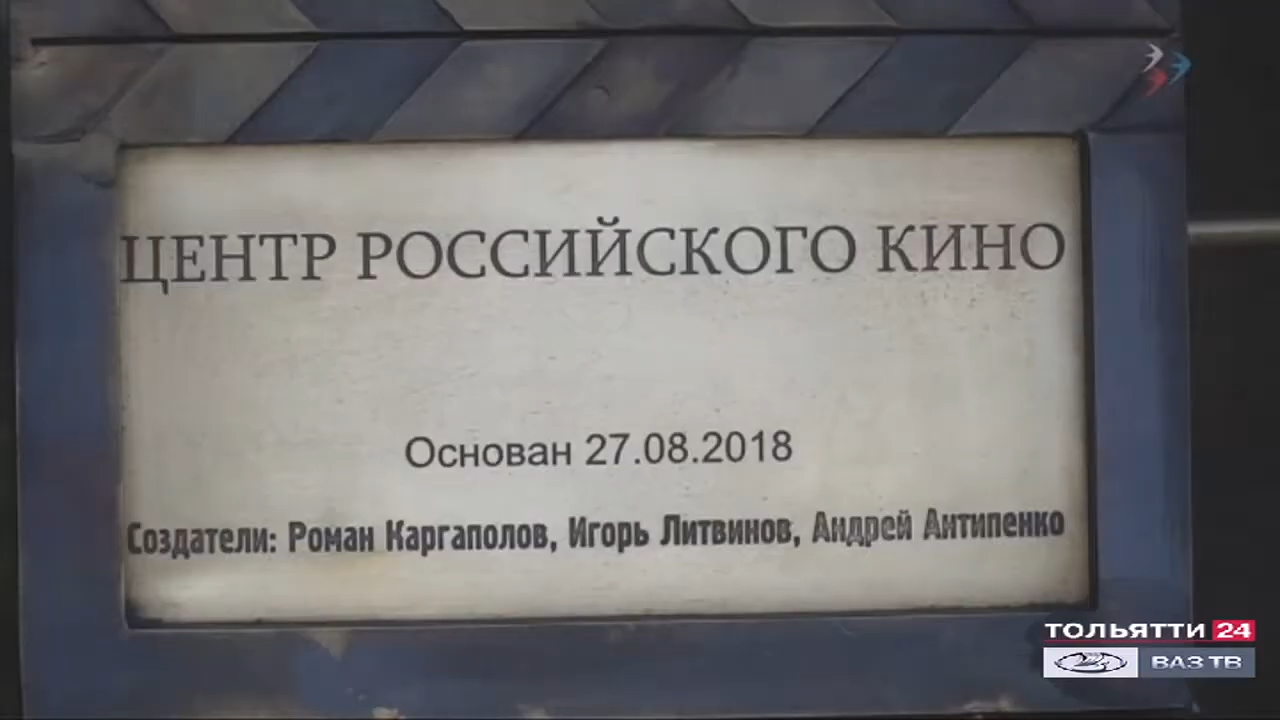 ЦЕНТР РОССИЙСКОГО КИНО
Основан 27.08.2018
Создатели: Роман Каргаполов, Игорь Литвинов, Андрей Антипенко
ТОЛЬЯТТИ 24
ВАЗ ТВ